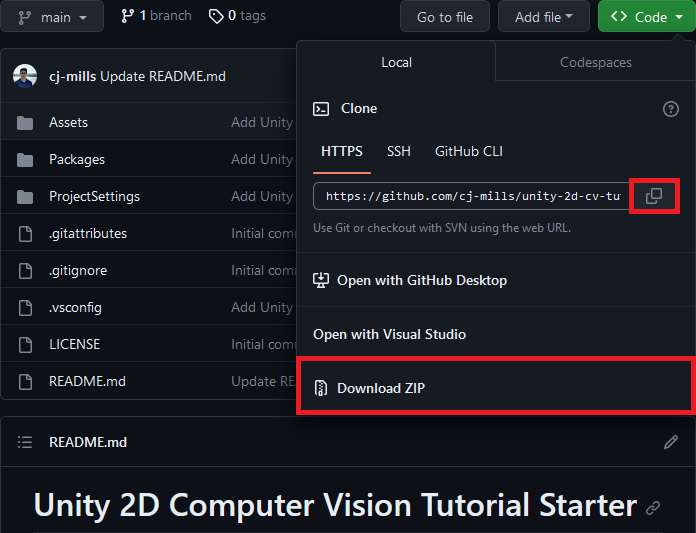 main 1 branch 0 tags Go to file Add file Code
cj-mills Update README.md
Local Codespaces
Clone
HTTPS SSH GitHub CLI
https://github.com/cj-mills/unity-2d-cv-tu
Use Git or checkout with SVN using the web URL.
Open with GitHub Desktop
Open with Visual Studio
Download ZIP
Assets Add Unity
Packages Add Unity
ProjectSettings Add Unity
.gitattributes Initial com
.gitignore Initial com
.vsconfig Add Unity
LICENSE Initial com
README.md Update RE
README.md
Unity 2D Computer Vision Tutorial Starter